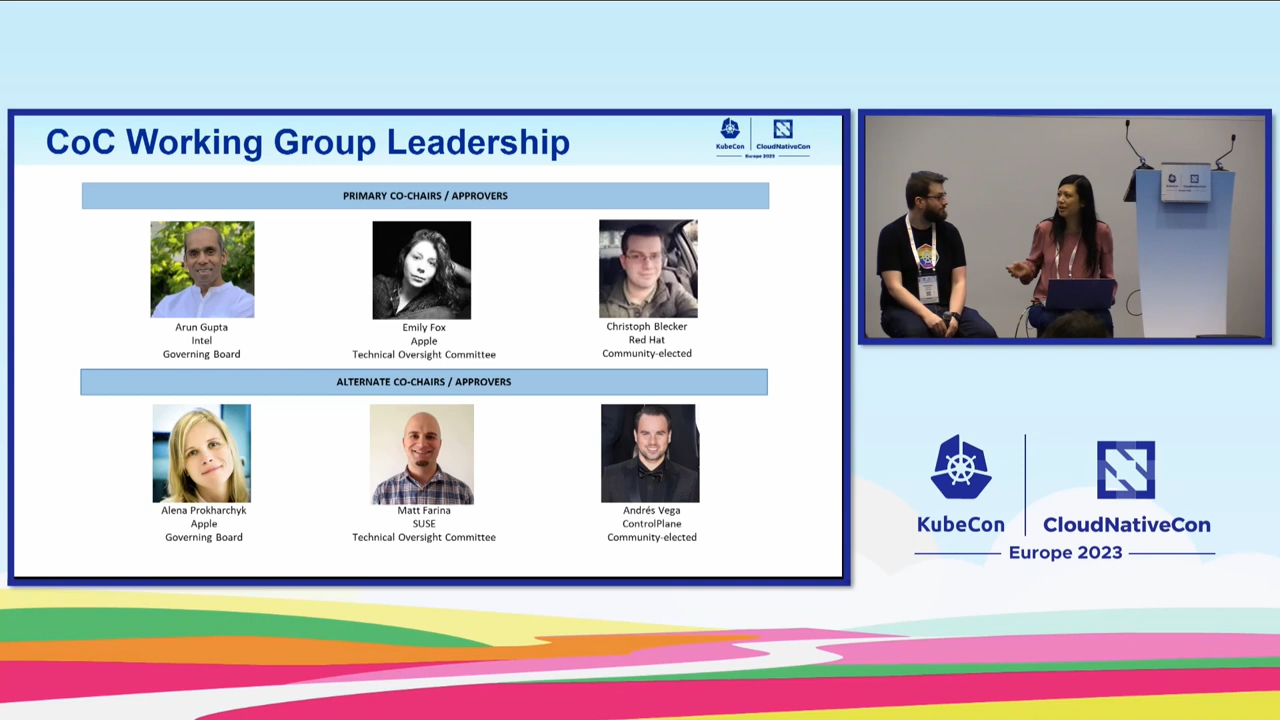 CoC Working Group Leadership
KubeCon
CloudNativeCon
Europe 2023
PRIMARY CO-CHAIRS / APPROVERS
Arun Gupta
Intel
Governing Board
Emily Fox
Apple
Technical Oversight Committee
Christoph Blecker
Red Hat
Community-elected
ALTERNATE CO-CHAIRS / APPROVERS
Alena Prokharchyk
Apple
Governing Board
Matt Farina
SUSE
Technical Oversight Committee
Andrés Vega
ControlPlane
Community-elected
KubeCon
CloudNativeCon
Europe 2023